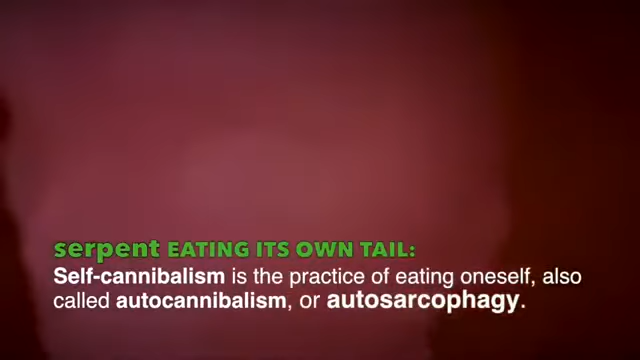 serpent EATING ITS OWN TAIL:
Self-cannibalism is the practice of eating oneself, also
called autocannibalism, or autosarcophagy.